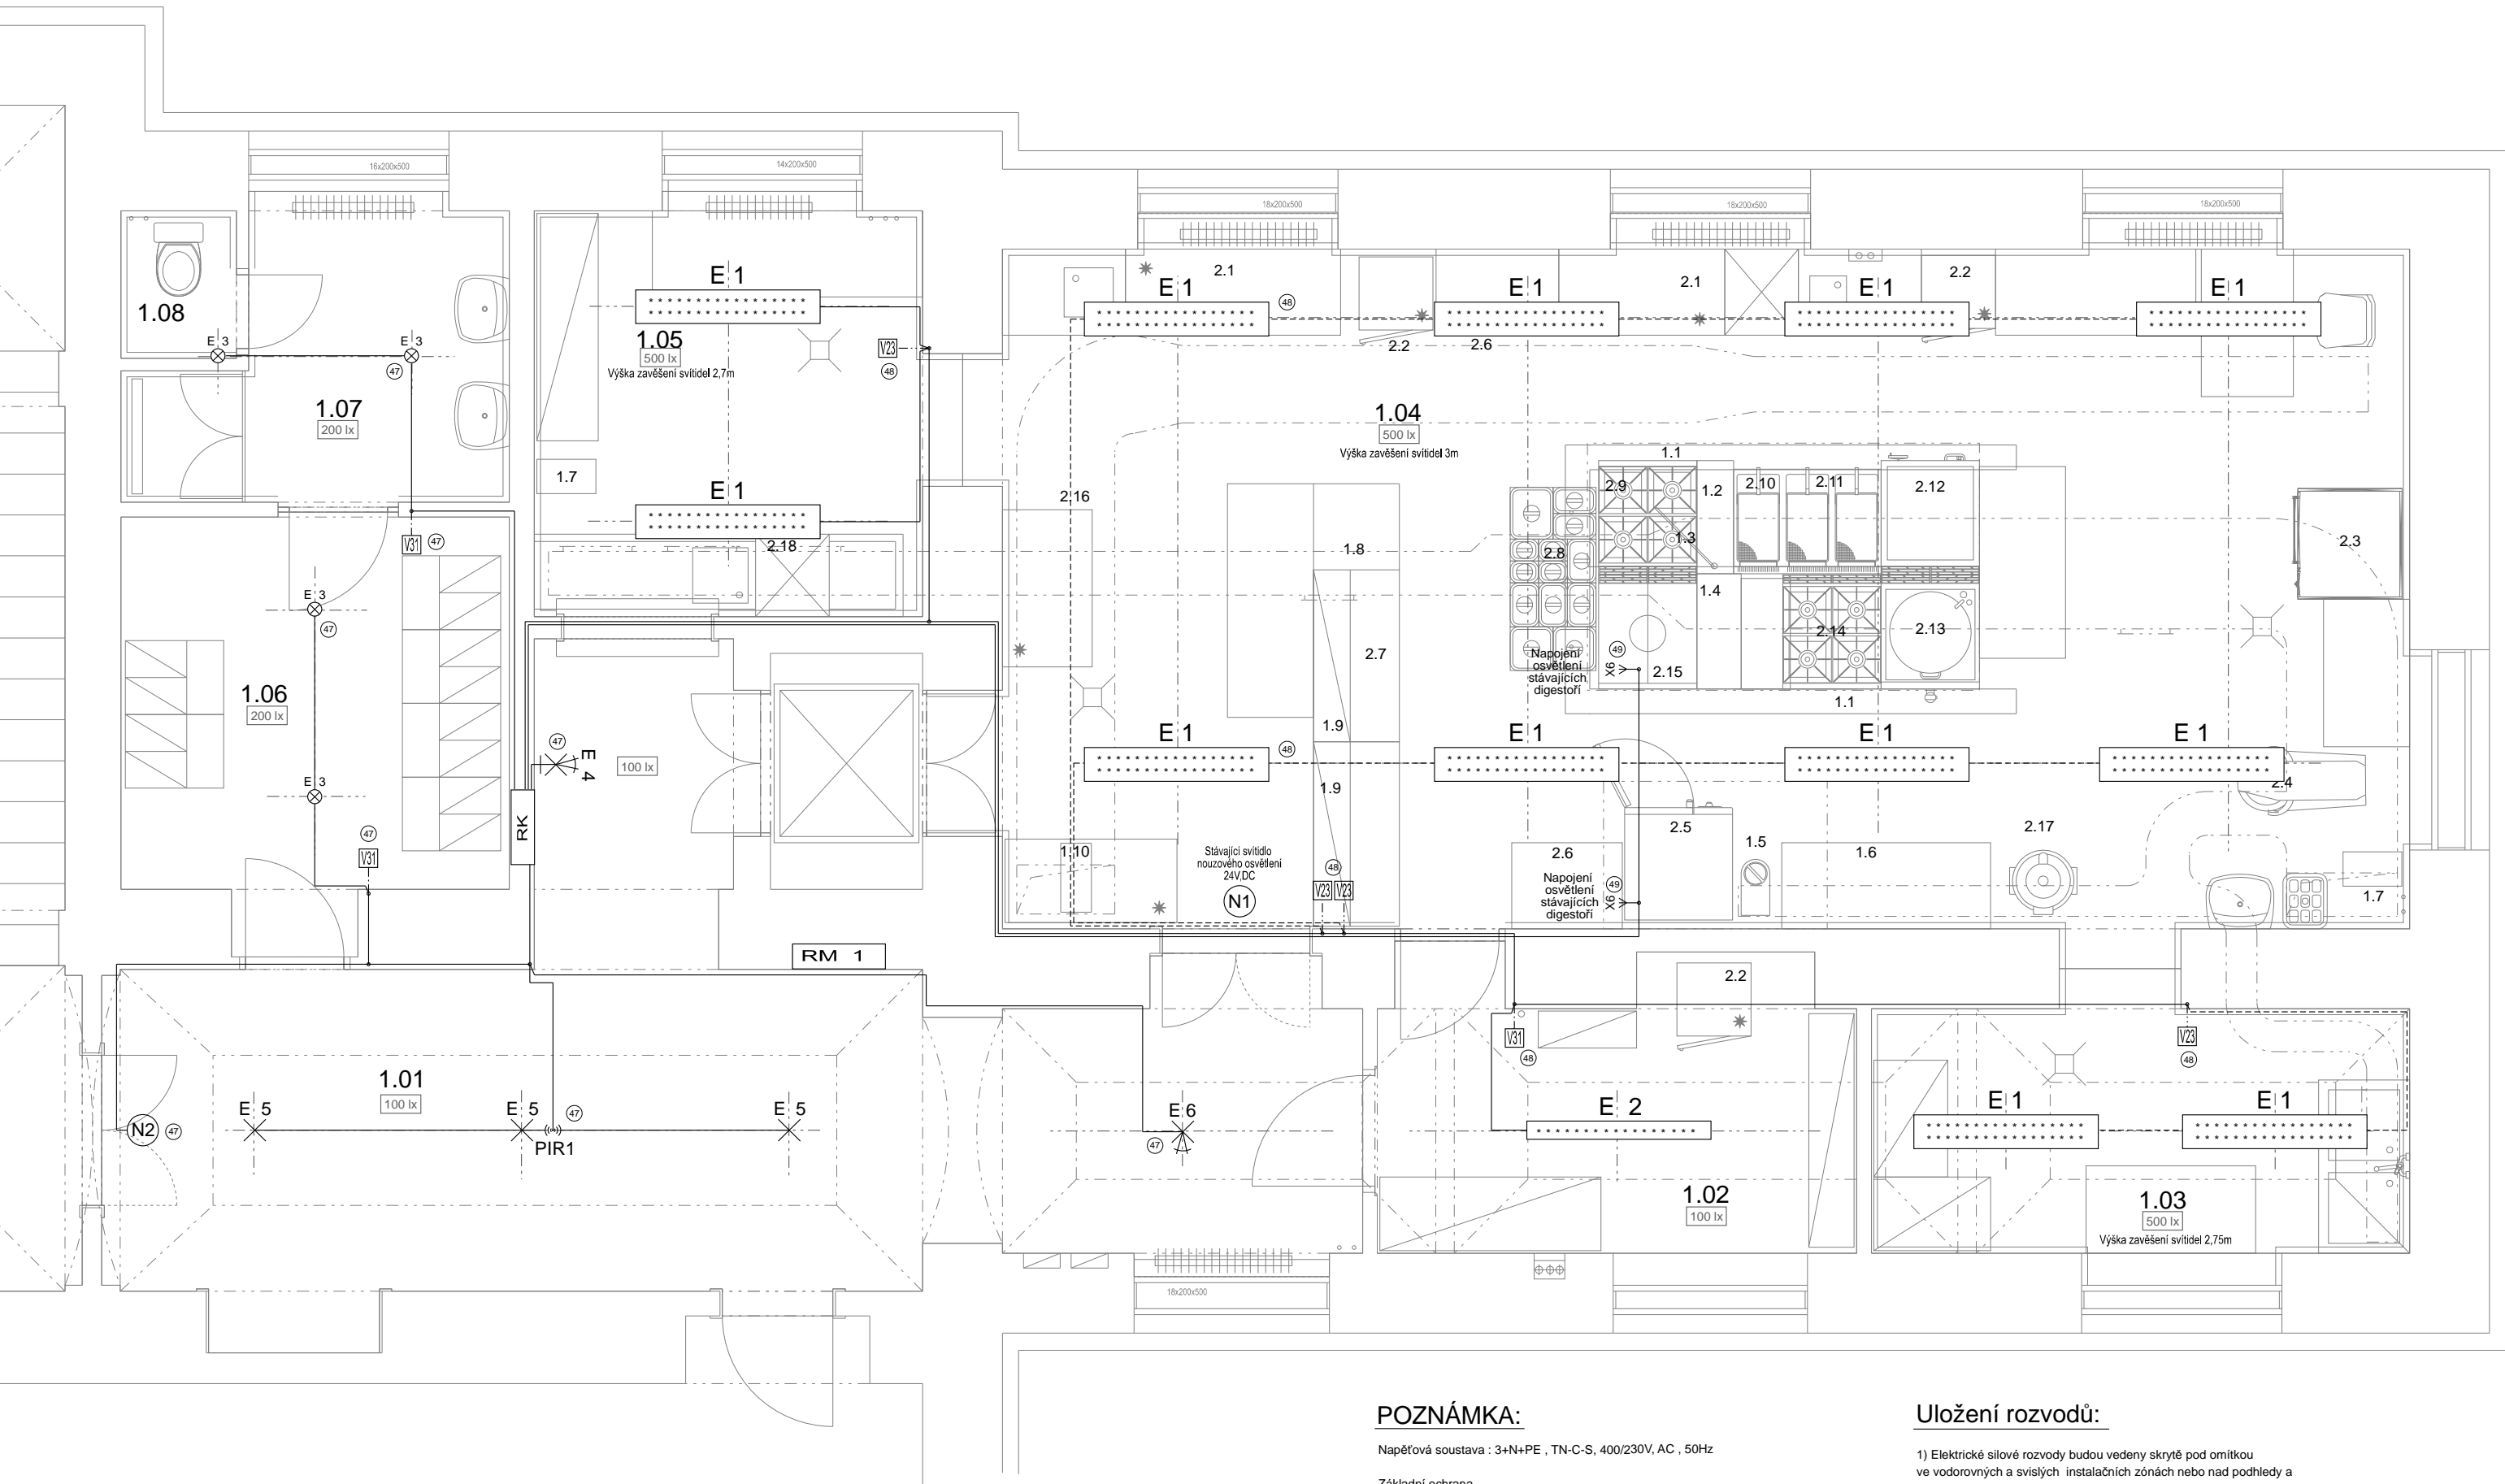 16x200x500
14x200x500
18x200x500
18x200x500
18x200x500
1.08
E 3
E 3
47
1.07
200 lx
E 1
1.05
500 lx
Výška zavěšení svítidel 2,7m
V23
48
1.7
E 1
2.18
V31
47
2.1
E 1
48
2.2
E 1
2.6
2.1
E 1
2.2
E 1
1.04
500 lx
Výška zavěšení svítidel 3m
2.16
1.8
2.7
1.9
1.9
1.1
2.9
1.2
2.10
2.11
2.12
1.3
2.8
1.4
2.14
2.13
2.15
1.1
2.3
Napojení
osvětlení
stávajících
digestoří
49
X6
E 3
47
1.06
200 lx
E 3
47
V31
RK
47
E 4
100 lx
E 1
48
E 1
E 1
E 1
2.4
2.5
1.5
1.6
2.17
1.7
2.6
1.10
Stávající svítidlo
nouzového osvětlení
24V,DC
N1
48
V23
V23
Napojení
osvětlení
stávajících
digestoří
49
X6
RM 1
1.01
100 lx
N2
47
E 5
E 5
47
PIR1
E 5
E 6
47
2.2
V31
48
E 2
1.02
100 lx
V23
48
E 1
E 1
1.03
500 lx
Výška zavěšení svítidel 2,75m
18x200x500
POZNÁMKA:
Napěťová soustava : 3+N+PE , TN-C-S, 400/230V, AC , 50Hz
Základní ochrana
Uložení rozvodů:
1) Elektrické silové rozvody budou vedeny skrytě pod omítkou
ve vodorovných a svislých instalačních zónách nebo nad podhledy a